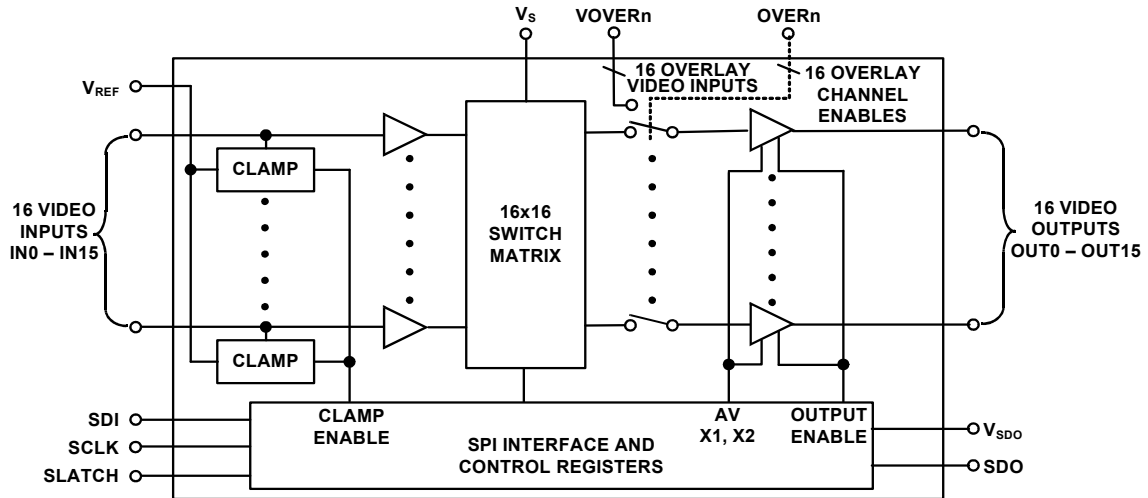 VS
VOVERn
OVERn
16 OVERLAY
VIDEO INPUTS
16 OVERLAY
CHANNEL
ENABLES
VREF
CLAMP
16 VIDEO
INPUTS
IN0 – IN15
16x16
SWITCH
MATRIX
16 VIDEO
OUTPUTS
OUT0 – OUT15
CLAMP
SDI
SCLK
SLATCH
CLAMP
ENABLE
SPI INTERFACE AND
CONTROL REGISTERS
AV
X1, X2
OUTPUT
ENABLE
VSDO
SDO